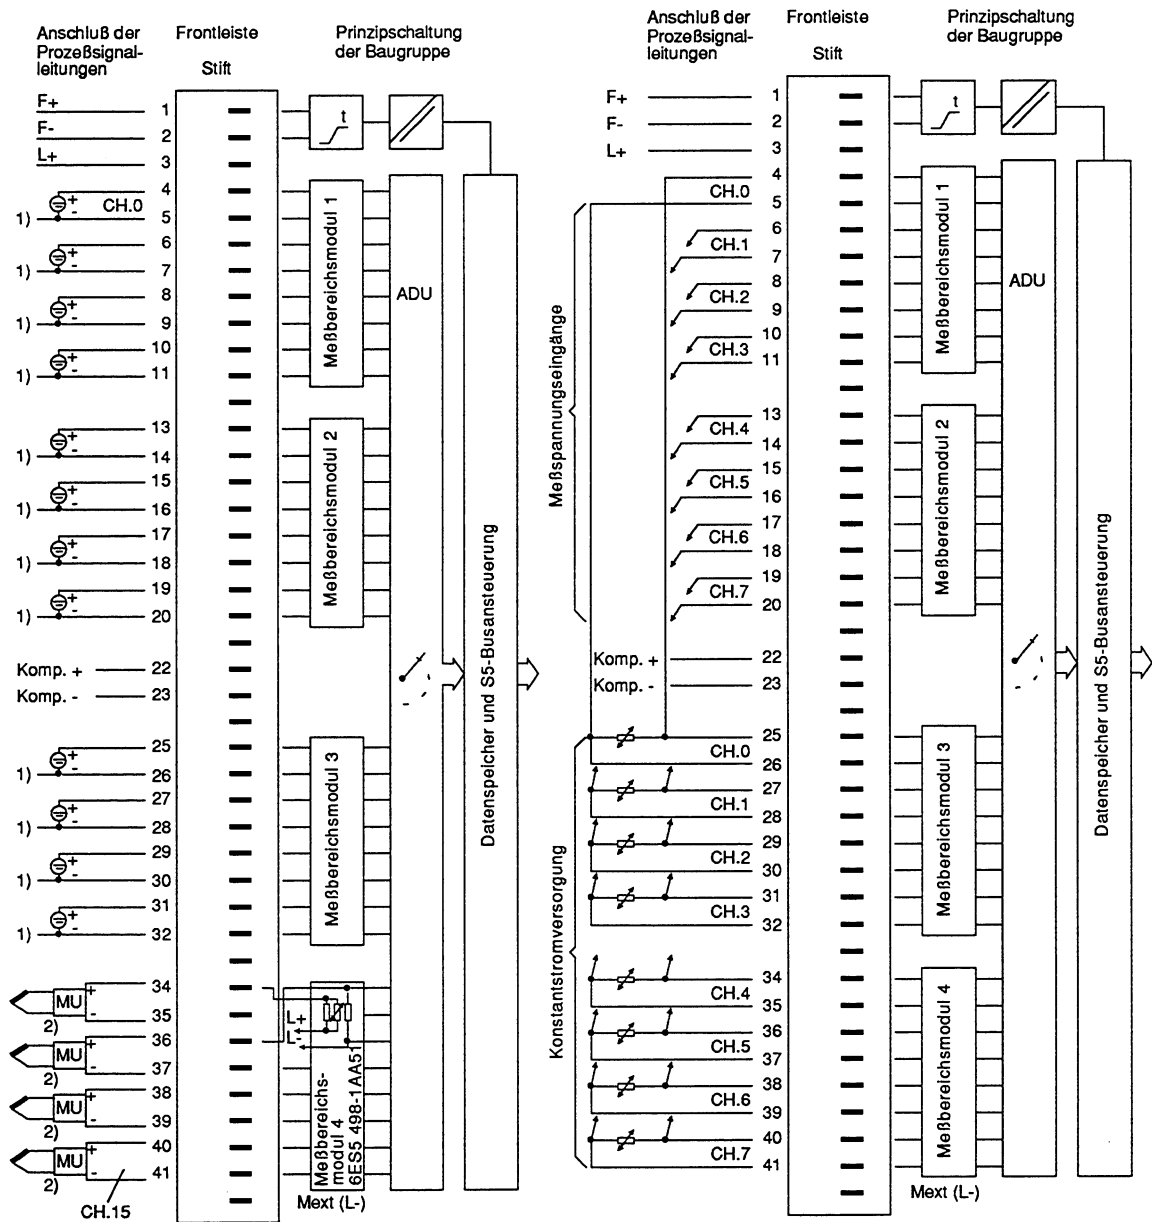 Anschluß der
Prozeßsignal-
leitungen
Frontleiste
Stift
Prinzipschaltung
der Baugruppe
F+ 1
F- 2
L+ 3
t
4
CH.0
+
-
1) 5
6
+
-
1) 7
8
+
-
1) 9
10
+
-
1) 11
Meßbereichsmodul 1
ADU
13
+
-
1) 14
15
+
-
1) 16
17
+
-
1) 18
19
+
-
1) 20
Meßbereichsmodul 2
Komp. + 22
Komp. - 23
Datenspeicher und S5-Busansteuerung
25
+
-
1) 26
27
+
-
1) 28
29
+
-
1) 30
31
+
-
1) 32
Meßbereichsmodul 3
34
MU + -
2) 35
36
MU + -
2) 37
38
MU + -
2) 39
40
MU + -
2) 41
CH.15
L+
L-
Meßbereichs-
modul 4
6ES5 498-1AA51
Mext (L-)
Anschluß der
Prozeßsignal-
leitungen
Frontleiste
Stift
Prinzipschaltung
der Baugruppe
F+ 1
F- 2
L+ 3
t
4
CH.0
5
6
CH.1
7
8
CH.2
9
10
CH.3
11
Meßbereichsmodul 1
ADU
Meßspannungseingänge
13
CH.4
14
15
CH.5
16
17
CH.6
18
19
CH.7
20
Meßbereichsmodul 2
Komp. + 22
Komp. - 23
Datenspeicher und S5-Busansteuerung
25
CH.0
26
27
CH.1
28
29
CH.2
30
31
CH.3
32
Meßbereichsmodul 3
Konstantstromversorgung
34
CH.4
35
36
CH.5
37
38
CH.6
39
40
CH.7
41
Meßbereichsmodul 4
Mext (L-)